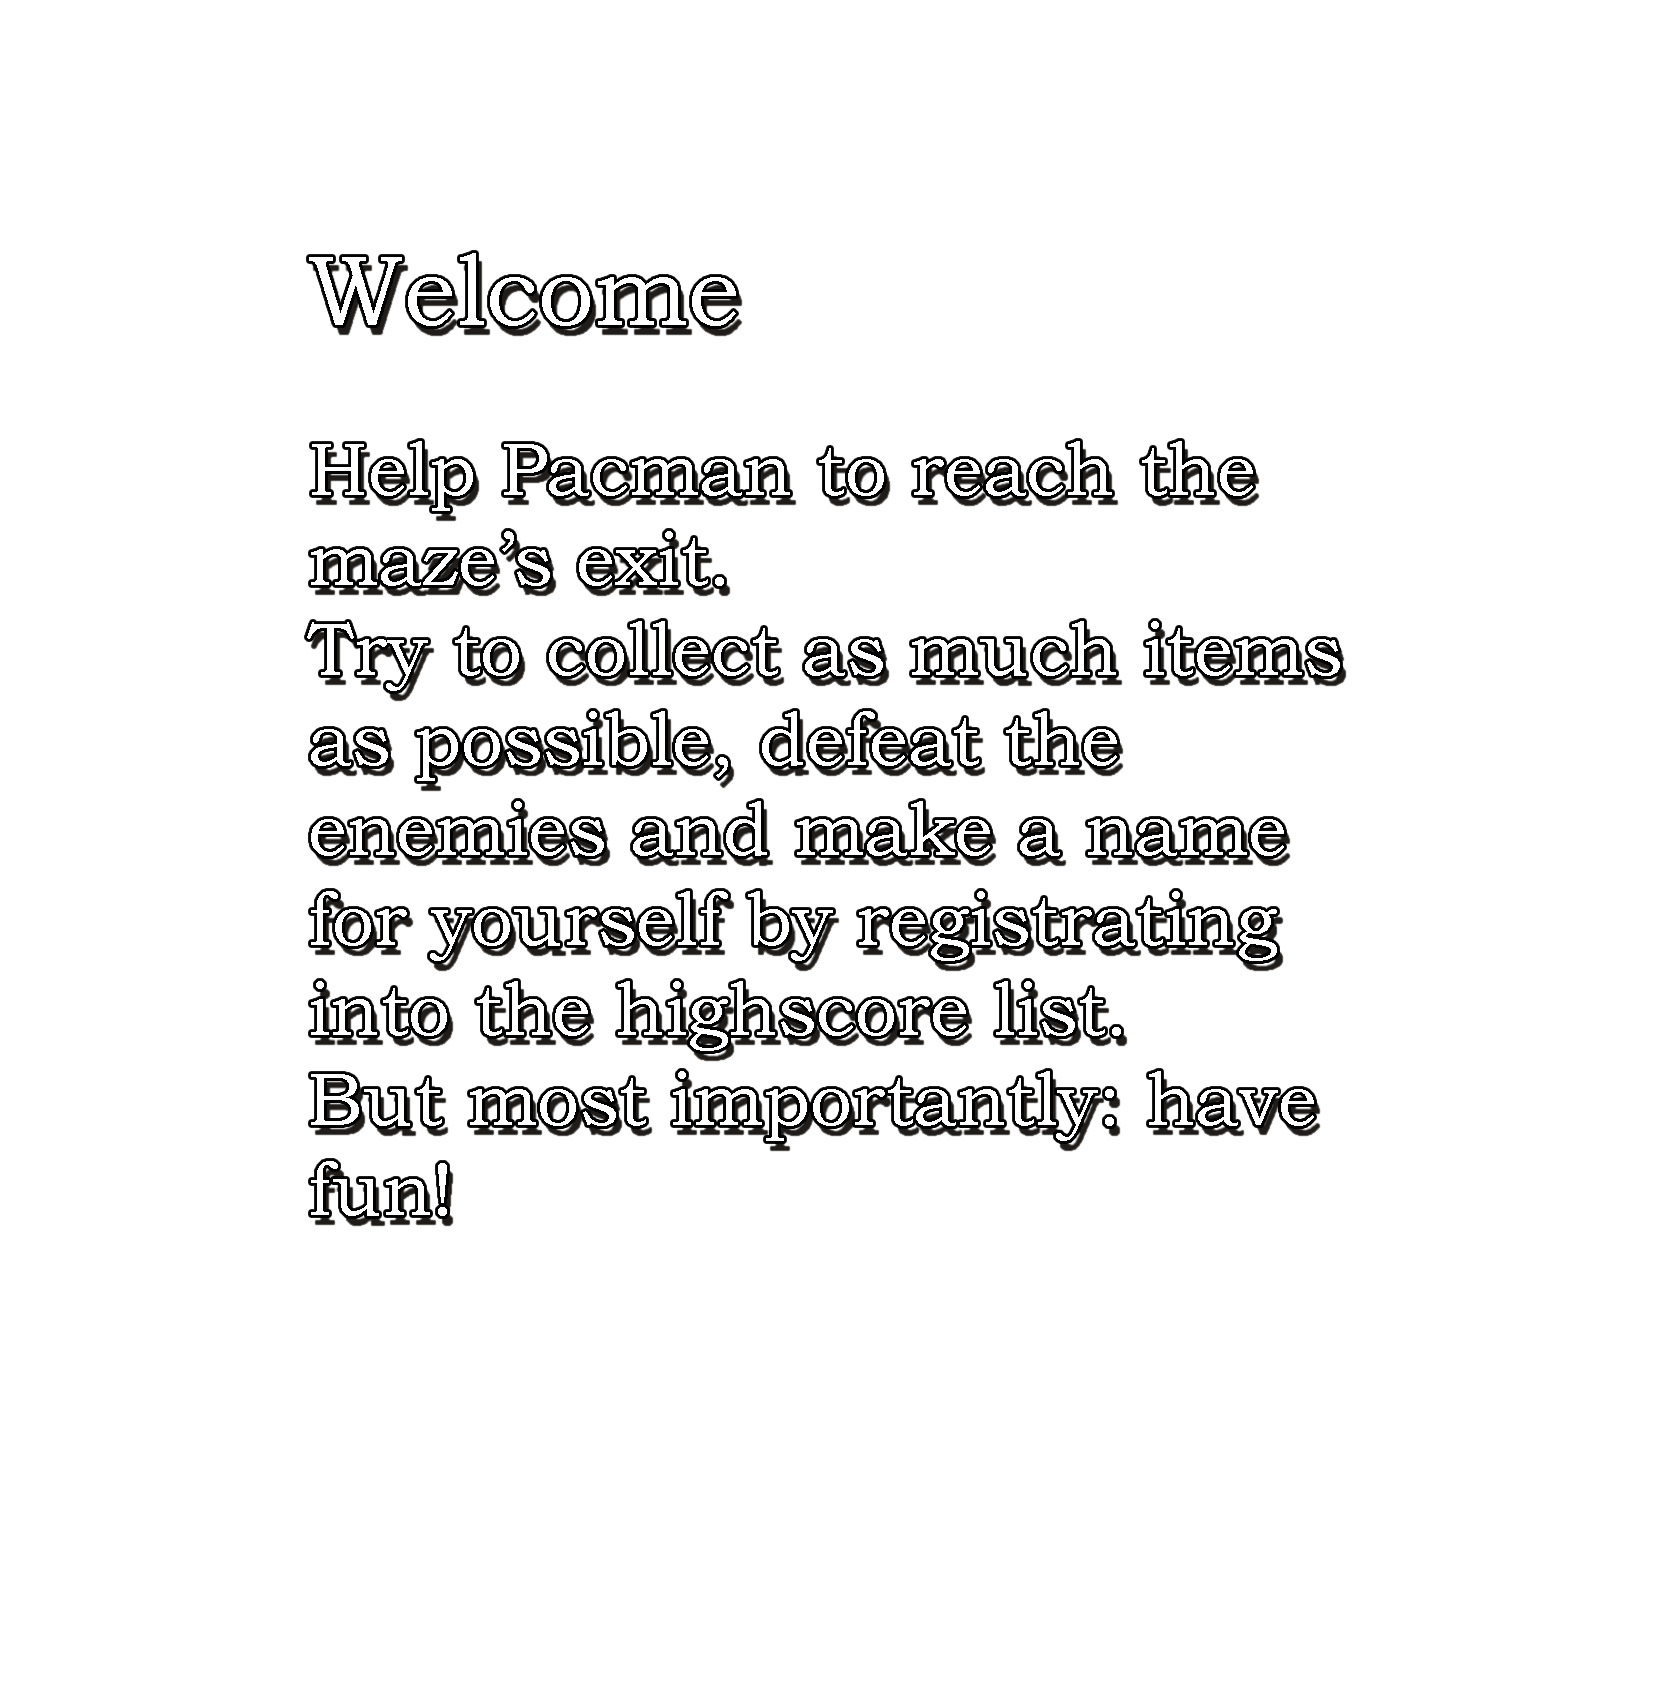 Welcome
Help Pacman to reach the
maze’s exit.
Try to collect as much items
as possible, defeat the
enemies and make a name
for yourself by registrating
into the highscore list.
But most importantly: have
fun!